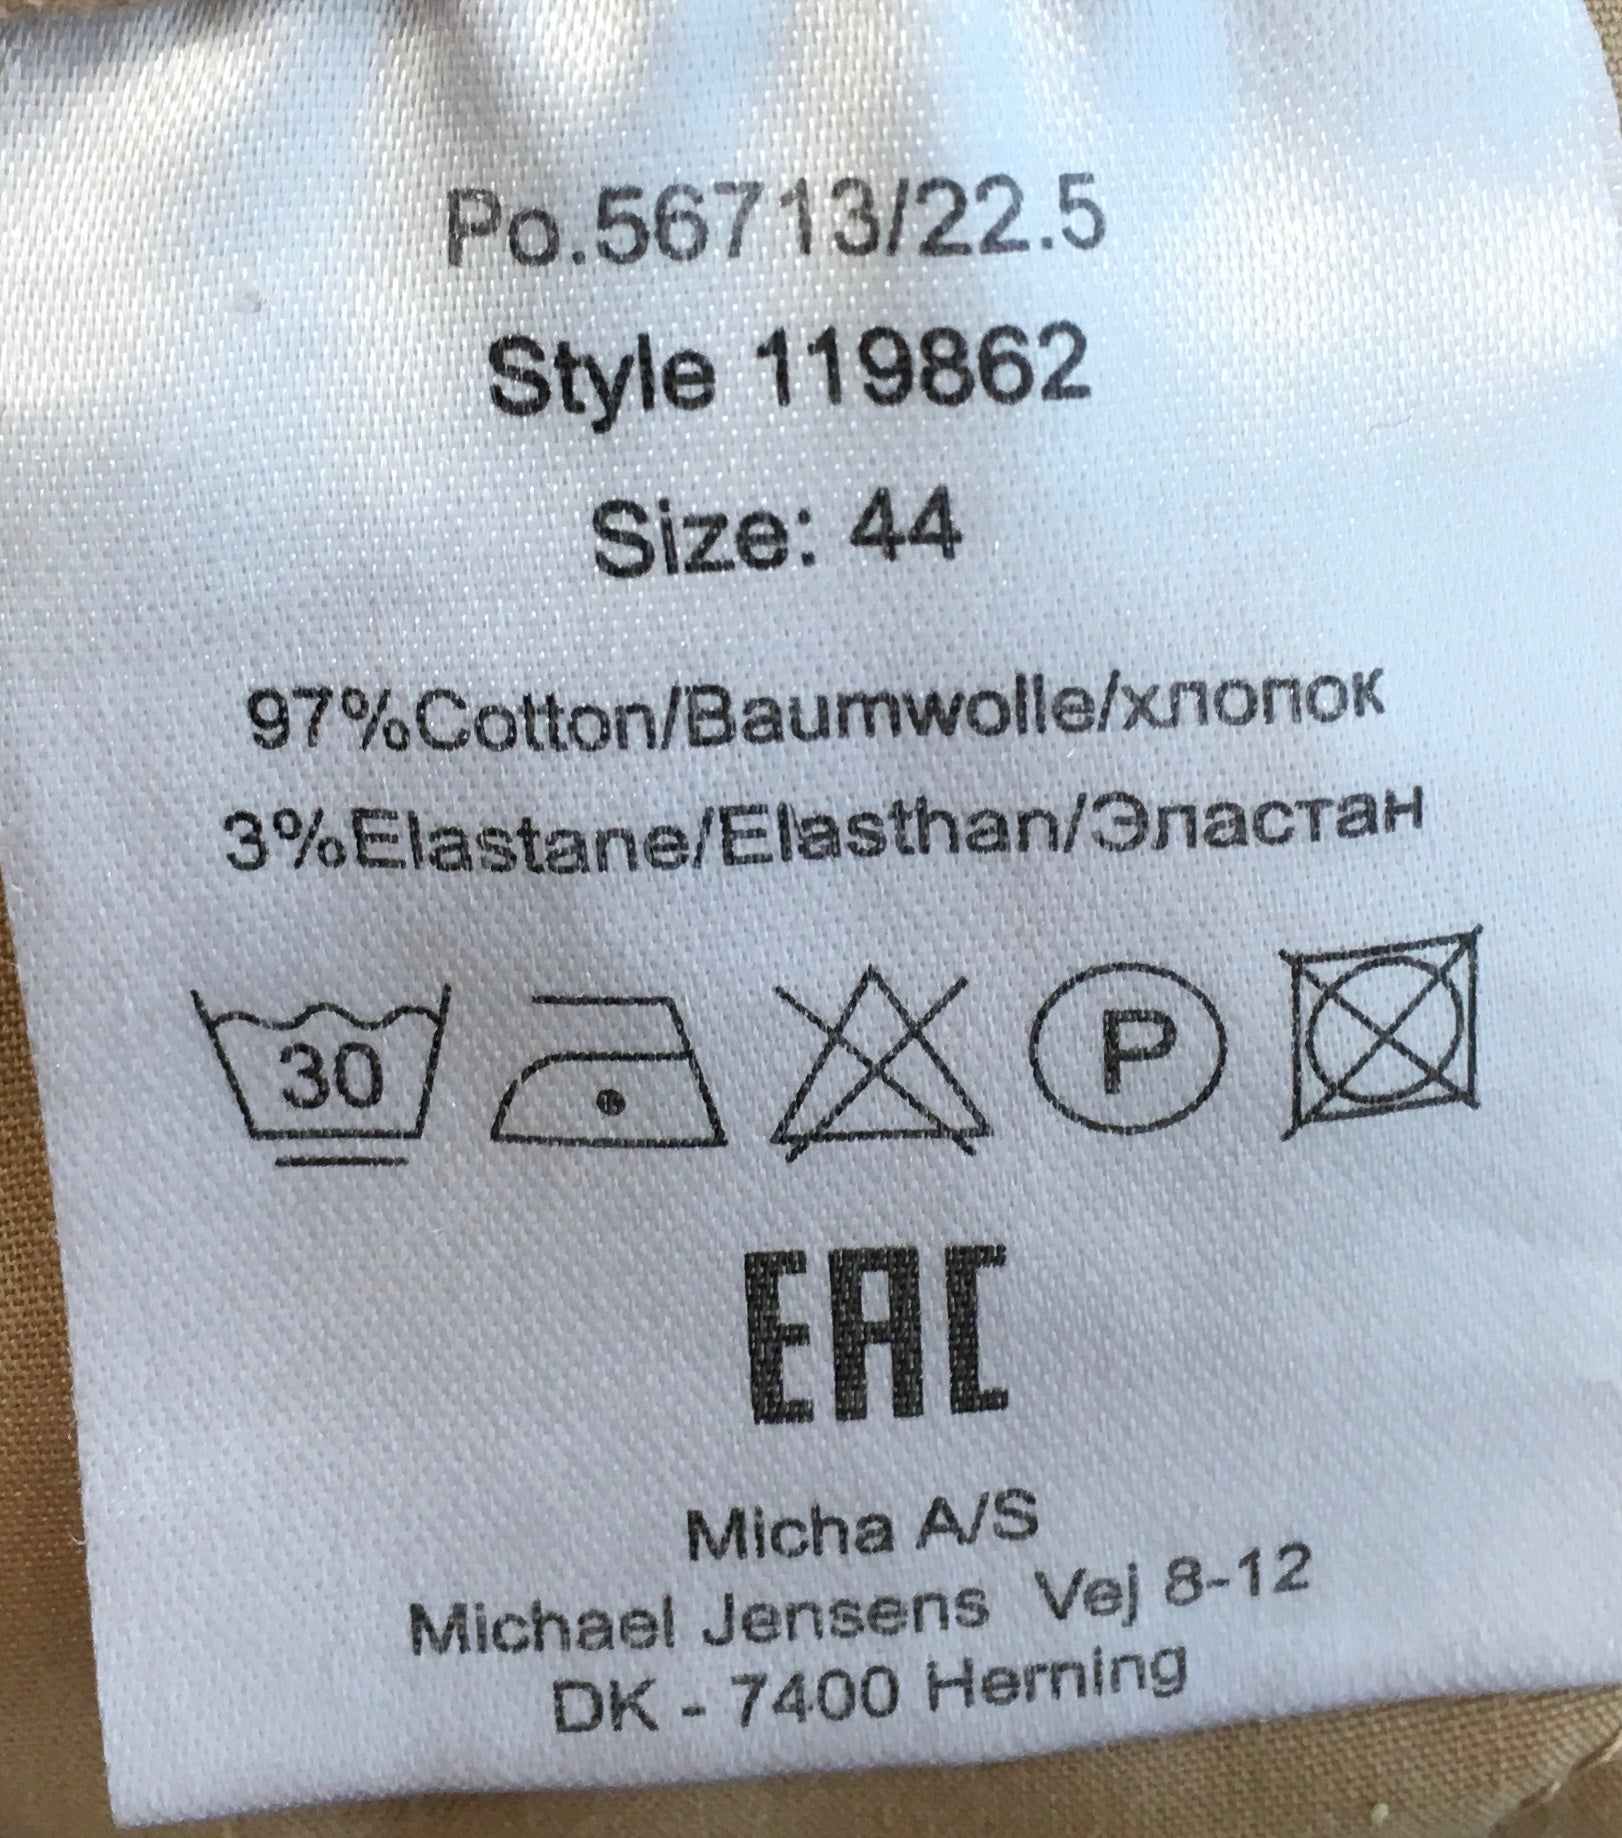 Po.56713/22.5
Style 119862
Size: 44
97%Cotton/Baumwolle/хлопок
3%Elastane/Elasthan/Эластан
30 P
EAC
Micha A/S
Michael Jensens Vej 8-12
DK - 7400 Herning